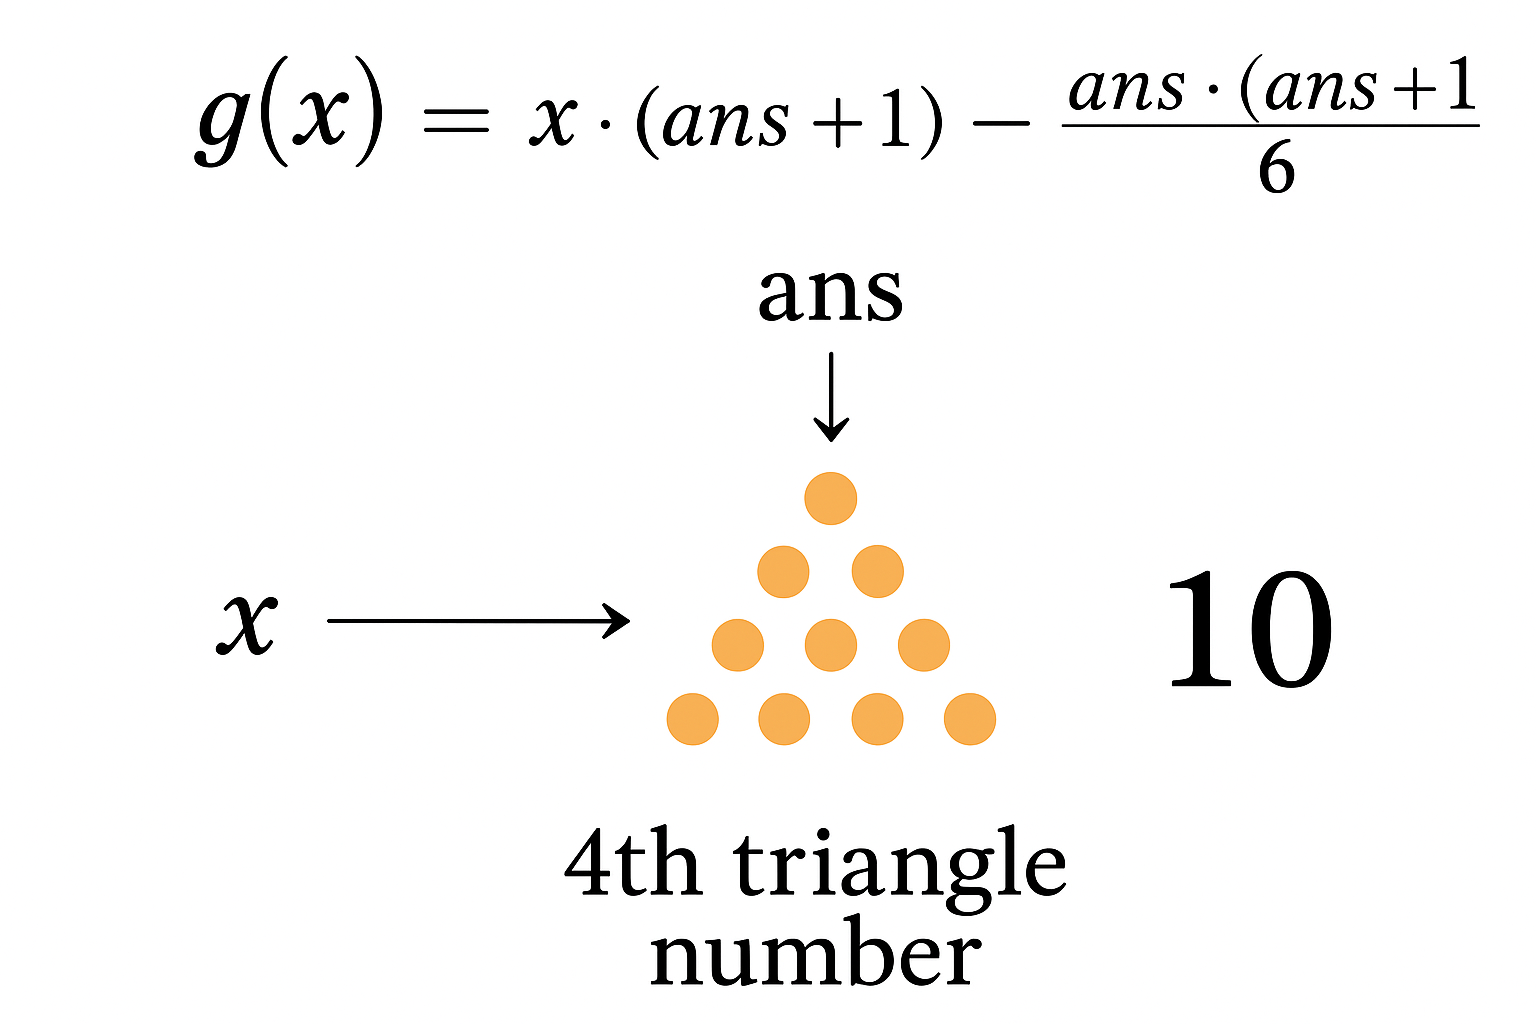 g(x) = x · (ans + 1) − ans · (ans + 1 / 6
ans
x
10
4th triangle
number